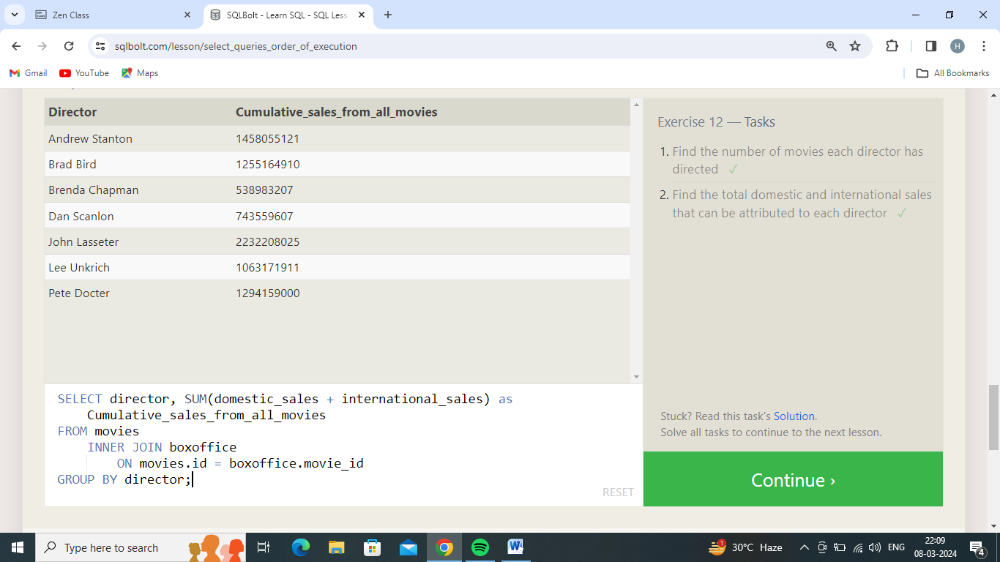 Zen Class
SQLBolt - Learn SQL - SQL Less
sqlbolt.com/lesson/select_queries_order_of_execution
H
Gmail
YouTube
Maps
All Bookmarks
Director Cumulative_sales_from_all_movies
Andrew Stanton 1458055121
Brad Bird 1255164910
Brenda Chapman 538983207
Dan Scanlon 743559607
John Lasseter 2232208025
Lee Unkrich 1063171911
Pete Docter 1294159000
SELECT director, SUM(domestic_sales + international_sales) as
Cumulative_sales_from_all_movies
FROM movies
INNER JOIN boxoffice
ON movies.id = boxoffice.movie_id
GROUP BY director;
RESET
Exercise 12 — Tasks
1. Find the number of movies each director has
directed ✓
2. Find the total domestic and international sales
that can be attributed to each director ✓
Stuck? Read this task's Solution.
Solve all tasks to continue to the next lesson.
Continue ›
Type here to search
W
1
30°C Haze
ENG
22:09
08-03-2024
4